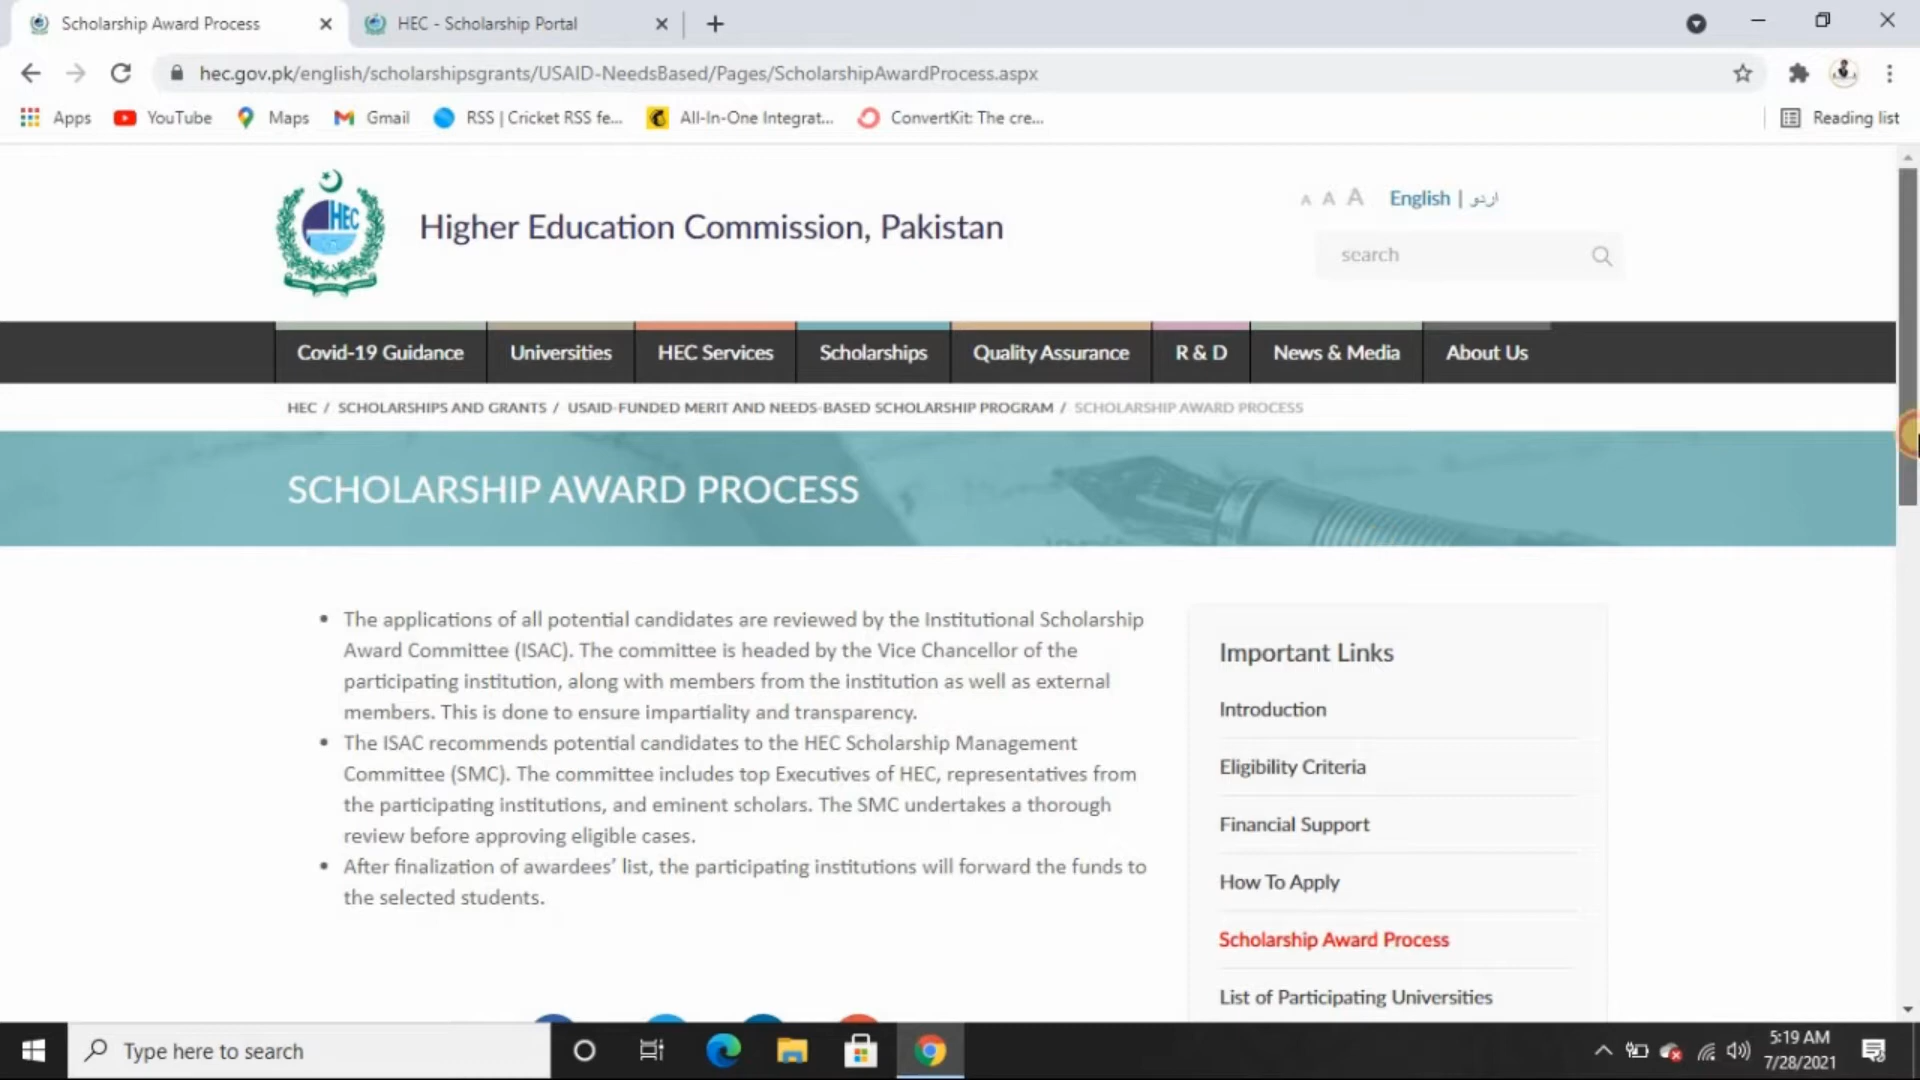 Scholarship Award Process
HEC - Scholarship Portal
hec.gov.pk/english/scholarshipsgrants/USAID-NeedsBased/Pages/ScholarshipAwardProcess.aspx
Apps
YouTube
Maps
Gmail
RSS | Cricket RSS fe...
All-In-One Integrat...
ConvertKit: The cre...
Reading list
HEC
Higher Education Commission, Pakistan
A A A English | اردو
search
Covid-19 Guidance
Universities
HEC Services
Scholarships
Quality Assurance
R & D
News & Media
About Us
HEC / SCHOLARSHIPS AND GRANTS / USAID-FUNDED MERIT AND NEEDS-BASED SCHOLARSHIP PROGRAM / SCHOLARSHIP AWARD PROCESS
SCHOLARSHIP AWARD PROCESS
• The applications of all potential candidates are reviewed by the Institutional Scholarship
Award Committee (ISAC). The committee is headed by the Vice Chancellor of the
participating institution, along with members from the institution as well as external
members. This is done to ensure impartiality and transparency.
• The ISAC recommends potential candidates to the HEC Scholarship Management
Committee (SMC). The committee includes top Executives of HEC, representatives from
the participating institutions, and eminent scholars. The SMC undertakes a thorough
review before approving eligible cases.
• After finalization of awardees' list, the participating institutions will forward the funds to
the selected students.
Important Links
Introduction
Eligibility Criteria
Financial Support
How To Apply
Scholarship Award Process
List of Participating Universities
Type here to search
5:19 AM
7/28/2021